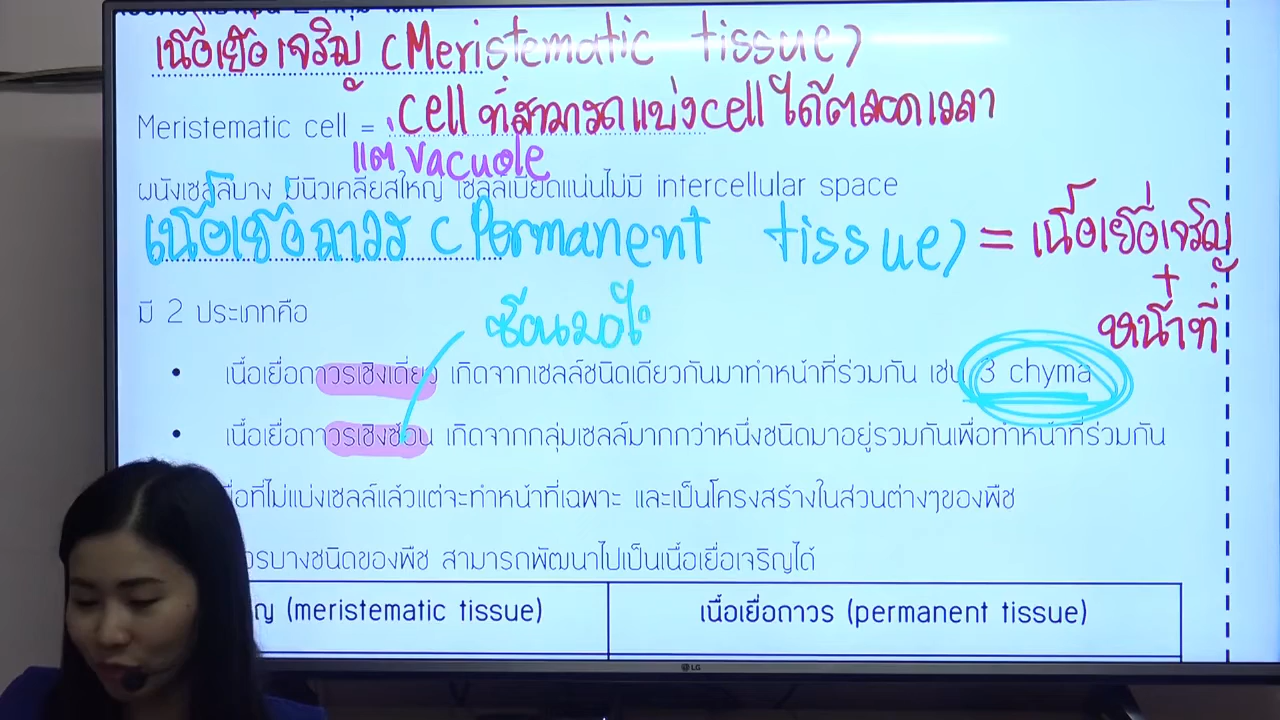 เนื้อเยื่อเจริญ (Meristematic tissue)
Meristematic cell = cell ที่สามารถแบ่งcell ได้ตลอดเวลา
แต่ vacuole
ผนังเซลล์บาง มีนิวเคลียสใหญ่ เซลล์เบียดแน่นไม่มี intercellular space
เนื้อเยื่อถาวร (Permanent tissue) = เนื้อเยื่อเจริญ
+
หน้าที่
มี 2 ประเภทคือ
ซ้อนมอไ
• เนื้อเยื่อถาวรเชิงเดี่ยว เกิดจากเซลล์ชนิดเดียวกันมาทำหน้าที่ร่วมกัน เช่น 3 chyma
• เนื้อเยื่อถาวรเชิงซ้อน เกิดจากกลุ่มเซลล์มากกว่าหนึ่งชนิดมาอยู่รวมกันเพื่อทำหน้าที่ร่วมกัน
ที่ไม่แบ่งเซลล์แล้วแต่จะทำหน้าที่เฉพาะ และเป็นโครงสร้างในส่วนต่างๆของพืช
บางชนิดของพืช สามารถพัฒนาไปเป็นเนื้อเยื่อเจริญได้
(meristematic tissue) เนื้อเยื่อถาวร (permanent tissue)
LG